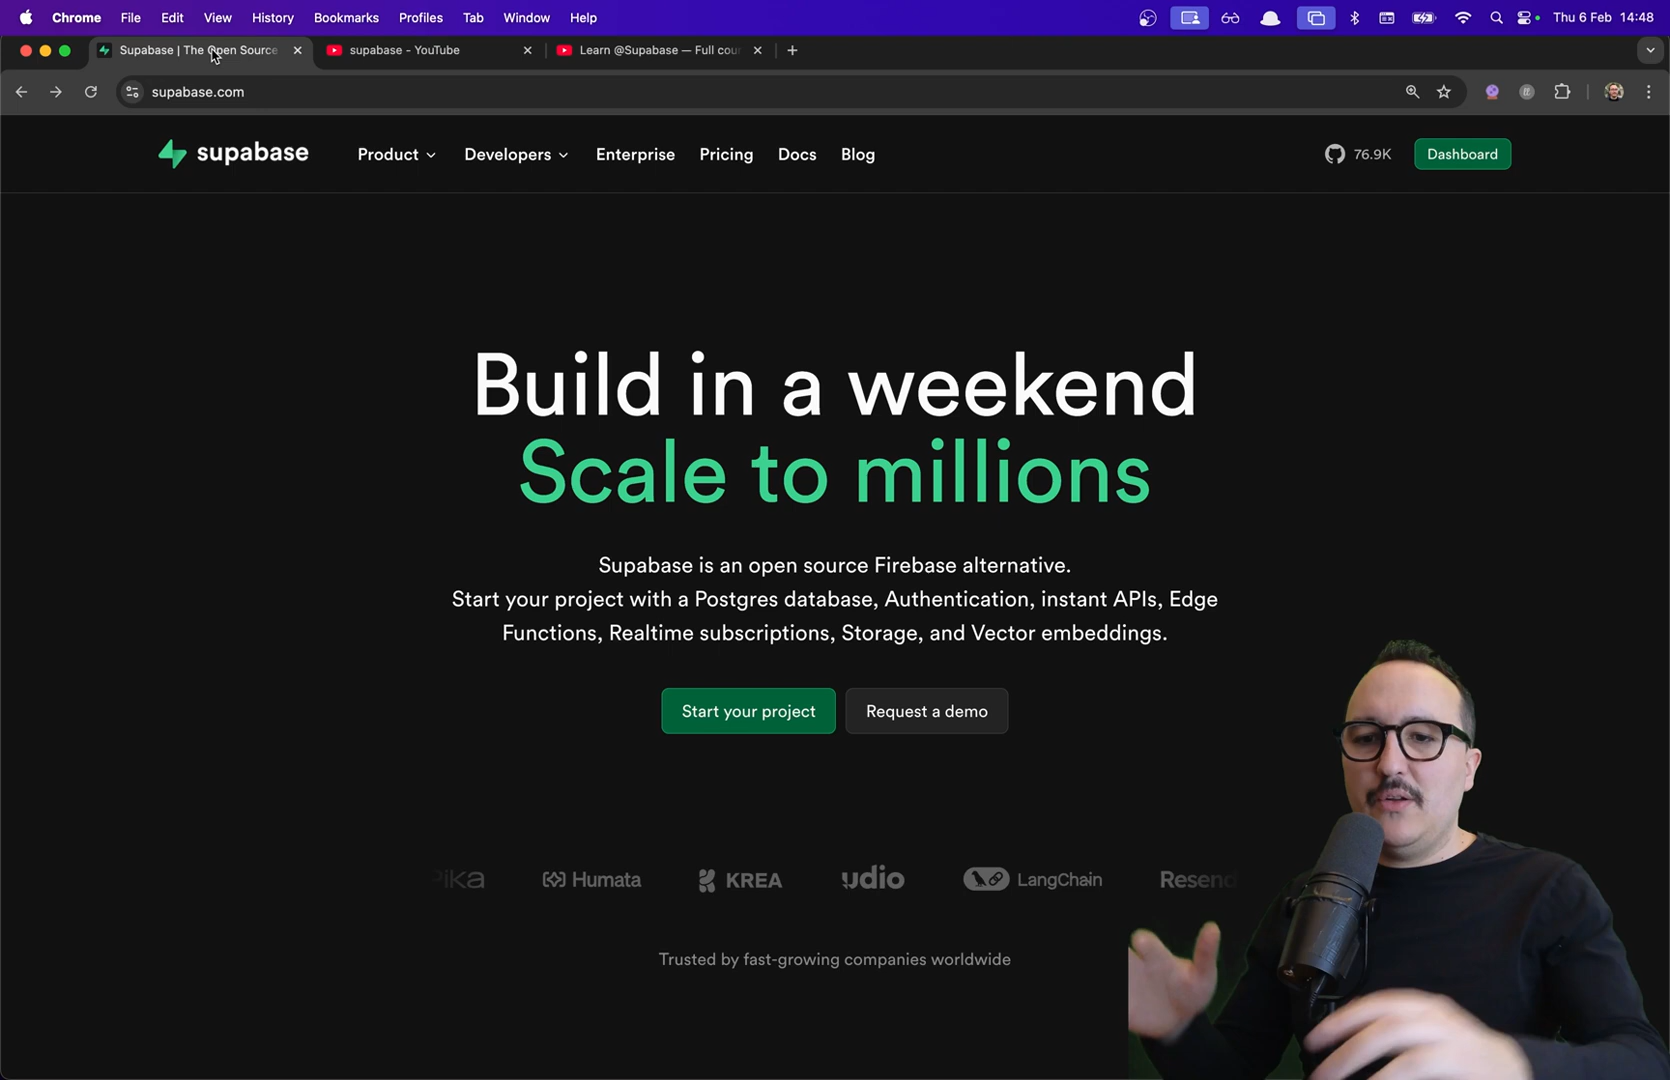 Chrome File Edit View History Bookmarks Profiles Tab Window Help Thu 6 Feb 14:48
Supabase | The Open Source supabase - YouTube Learn @Supabase — Full cour
supabase.com
supabase Product Developers Enterprise Pricing Docs Blog 76.9K Dashboard
Build in a weekend
Scale to millions
Supabase is an open source Firebase alternative.
Start your project with a Postgres database, Authentication, instant APIs, Edge
Functions, Realtime subscriptions, Storage, and Vector embeddings.
Start your project Request a demo
Pika Humata KREA udio LangChain Resend
Trusted by fast-growing companies worldwide